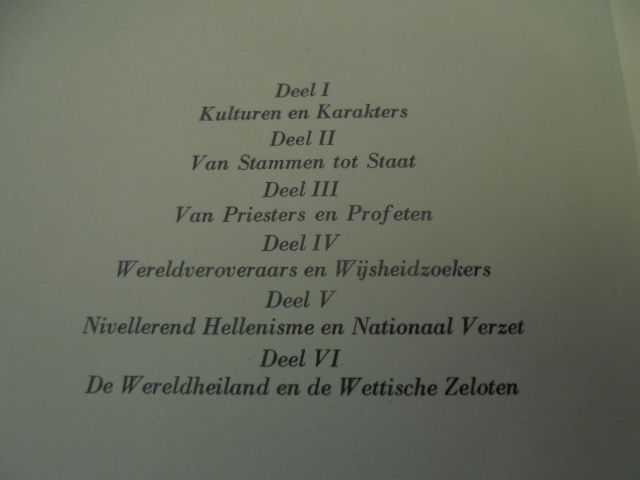 Deel I
Kulturen en Karakters
Deel II
Van Stammen tot Staat
Deel III
Van Priesters en Profeten
Deel IV
Wereldveroveraars en Wijsheidzoekers
Deel V
Nivellerend Hellenisme en Nationaal Verzet
Deel VI
De Wereldheiland en de Wettische Zeloten